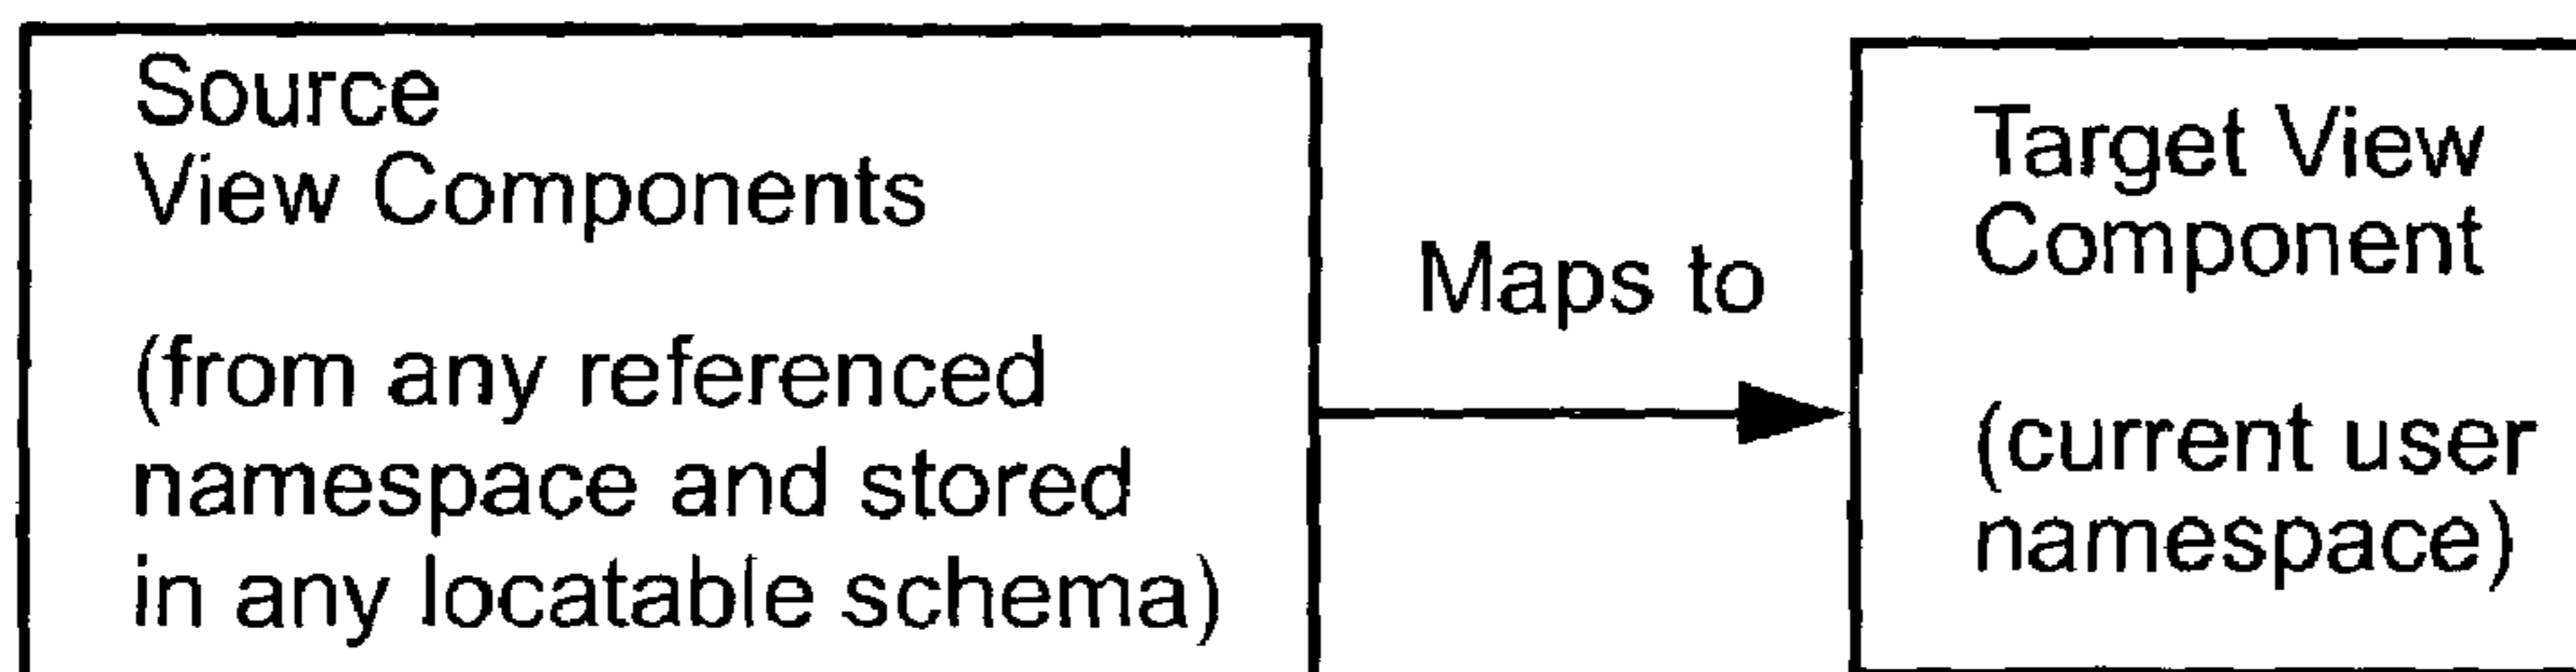 Source
View Components
(from any referenced
namespace and stored
in any locatable schema)
Maps to
Target View
Component
(current user
namespace)